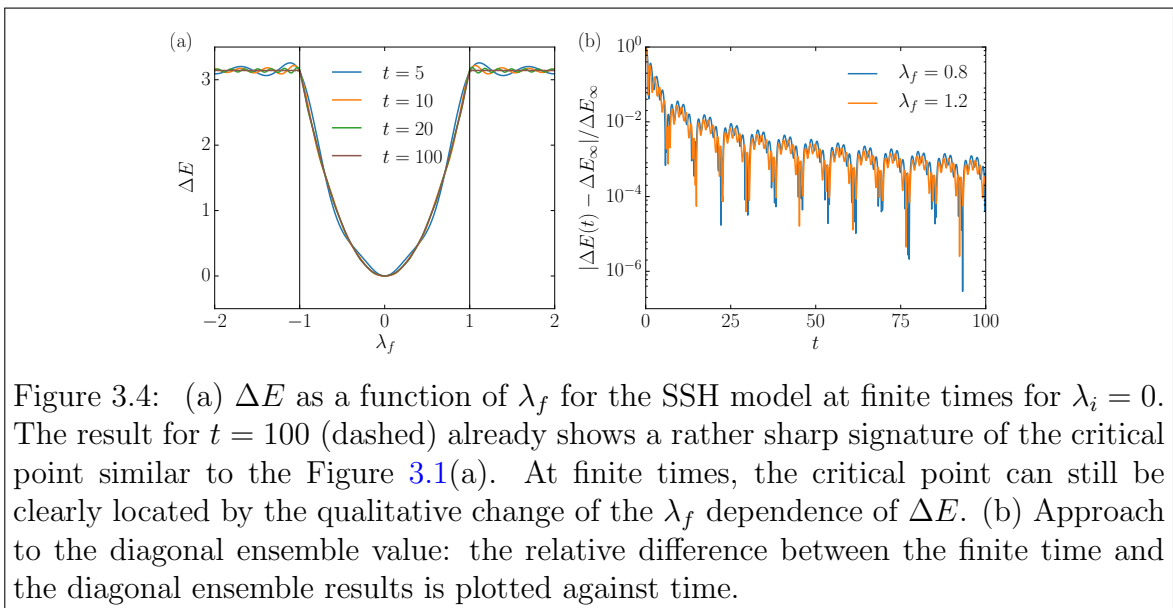 (a)
3
2
1
0
ΔE
−2
−1
0
1
2
λ_f
t = 5
t = 10
t = 20
t = 100
(b)
10^0
10^−2
10^−4
10^−6
|ΔE(t) − ΔE_∞|/ΔE_∞
0
25
50
75
100
t
λ_f = 0.8
λ_f = 1.2
Figure 3.4: (a) ΔE as a function of λ_f for the SSH model at finite times for λ_i = 0.
The result for t = 100 (dashed) already shows a rather sharp signature of the critical
point similar to the Figure 3.1(a). At finite times, the critical point can still be
clearly located by the qualitative change of the λ_f dependence of ΔE. (b) Approach
to the diagonal ensemble value: the relative difference between the finite time and
the diagonal ensemble results is plotted against time.